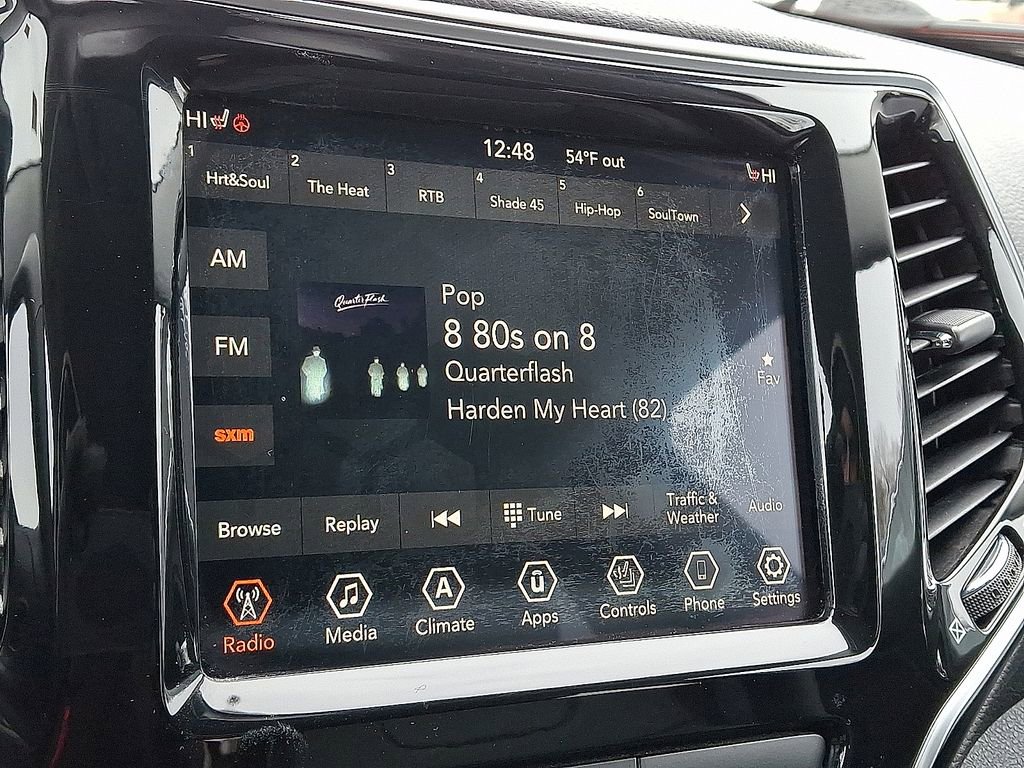 HI
12:48
54°F out
HI
1 Hrt&Soul
2 The Heat
3 RTB
4 Shade 45
5 Hip-Hop
6 SoulTown
AM
FM
sxm
QuarterFlash
Pop
8 80s on 8
Quarterflash
Harden My Heart (82)
Fav
Browse
Replay
Tune
Traffic &
Weather
Audio
Radio
Media
A
Climate
u
Apps
Controls
Phone
Settings